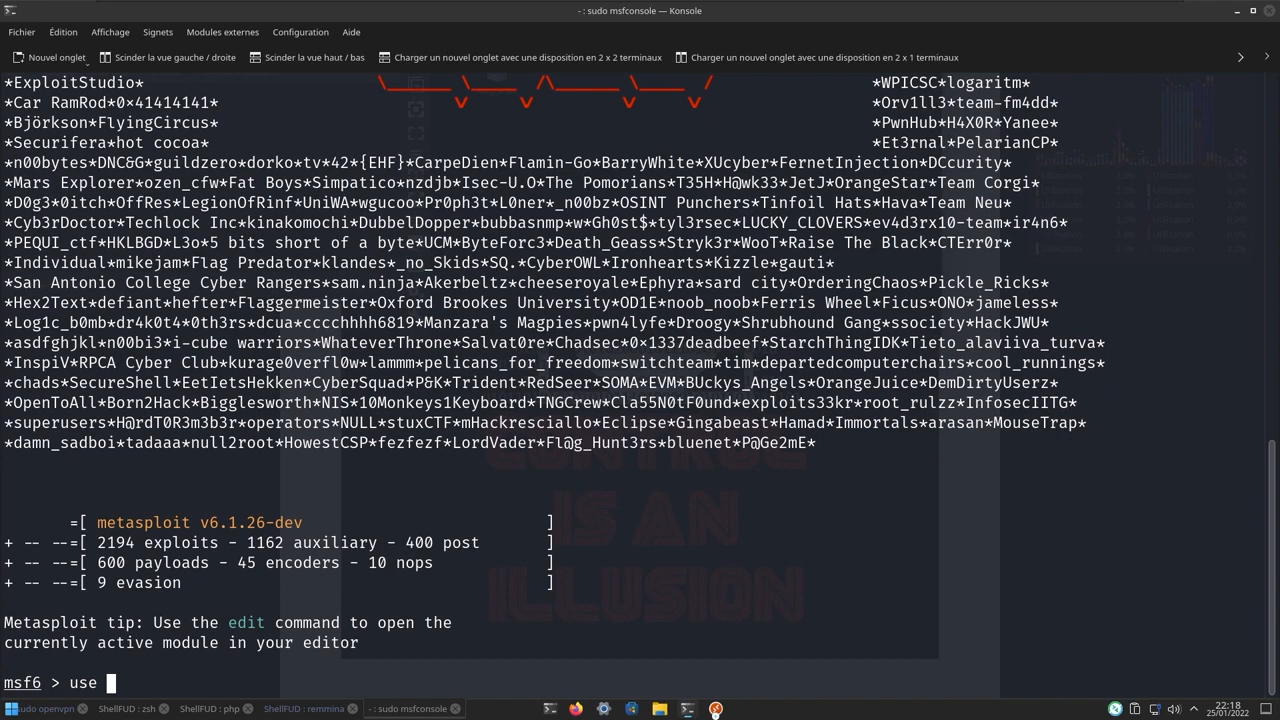 - : sudo msfconsole — Konsole
Fichier Édition Affichage Signets Modules externes Configuration Aide
Nouvel onglet Scinder la vue gauche / droite Scinder la vue haut / bas Charger un nouvel onglet avec une disposition en 2 x 2 terminaux Charger un nouvel onglet avec une disposition en 2 x 1 terminaux
*ExploitStudio* *WPICSC*logaritm*
*Car RamRod*0×41414141* *Orv1ll3*team-fm4dd*
*Björkson*FlyingCircus* *PwnHub*H4X0R*Yanee*
*Securifera*hot cocoa* *Et3rnal*PelarianCP*
*n00bytes*DNC&G*guildzero*dorko*tv*42*{EHF}*CarpeDien*Flamin-Go*BarryWhite*XUcyber*FernetInjection*DCcurity*
*Mars Explorer*ozen_cfw*Fat Boys*Simpatico*nzdjb*Isec-U.O*The Pomorians*T35H*H@wk33*JetJ*OrangeStar*Team Corgi*
*D0g3*0itch*OffRes*LegionOfRinf*UniWA*wgucoo*Pr0ph3t*L0ner*_n00bz*OSINT Punchers*Tinfoil Hats*Hava*Team Neu*
*Cyb3rDoctor*Techlock Inc*kinakomochi*DubbelDopper*bubbasnmp*w*Gh0st$*tyl3rsec*LUCKY_CLOVERS*ev4d3rx10-team*ir4n6*
*PEQUI_ctf*HKLBGD*L3o*5 bits short of a byte*UCM*ByteForc3*Death_Geass*Stryk3r*WooT*Raise The Black*CTErr0r*
*Individual*mikejam*Flag Predator*klandes*_no_Skids*SQ.*CyberOWL*Ironhearts*Kizzle*gauti*
*San Antonio College Cyber Rangers*sam.ninja*Akerbeltz*cheeseroyale*Ephyra*sard city*OrderingChaos*Pickle_Ricks*
*Hex2Text*defiant*hefter*Flaggermeister*Oxford Brookes University*OD1E*noob_noob*Ferris Wheel*Ficus*ONO*jameless*
*Log1c_b0mb*dr4k0t4*0th3rs*dcua*cccchhhh6819*Manzara's Magpies*pwn4lyfe*Droogy*Shrubhound Gang*ssociety*HackJWU*
*asdfghjkl*n00bi3*i-cube warriors*WhateverThrone*Salvat0re*Chadsec*0×1337deadbeef*StarchThingIDK*Tieto_alaviiva_turva*
*InspiV*RPCA Cyber Club*kurage0verfl0w*lammm*pelicans_for_freedom*switchteam*tim*departedcomputerchairs*cool_runnings*
*chads*SecureShell*EetIetsHekken*CyberSquad*P&K*Trident*RedSeer*SOMA*EVM*BUckys_Angels*OrangeJuice*DemDirtyUserz*
*OpenToAll*Born2Hack*Bigglesworth*NIS*10Monkeys1Keyboard*TNGCrew*Cla55N0tF0und*exploits33kr*root_rulzz*InfosecIITG*
*superusers*H@rdT0R3m3b3r*operators*NULL*stuxCTF*mHackresciallo*Eclipse*Gingabeast*Hamad*Immortals*arasan*MouseTrap*
*damn_sadboi*tadaaa*null2root*HowestCSP*fezfezf*LordVader*Fl@g_Hunt3rs*bluenet*P@Ge2mE*
CONTROL
IS AN
ILLUSION
=[ metasploit v6.1.26-dev ]
+ -- --=[ 2194 exploits - 1162 auxiliary - 400 post ]
+ -- --=[ 600 payloads - 45 encoders - 10 nops ]
+ -- --=[ 9 evasion ]
Metasploit tip: Use the edit command to open the
currently active module in your editor
msf6 > use
sudo openvpn ShellFUD : zsh ShellFUD : php ShellFUD : remmina - : sudo msfconsole 22:18
25/01/2022